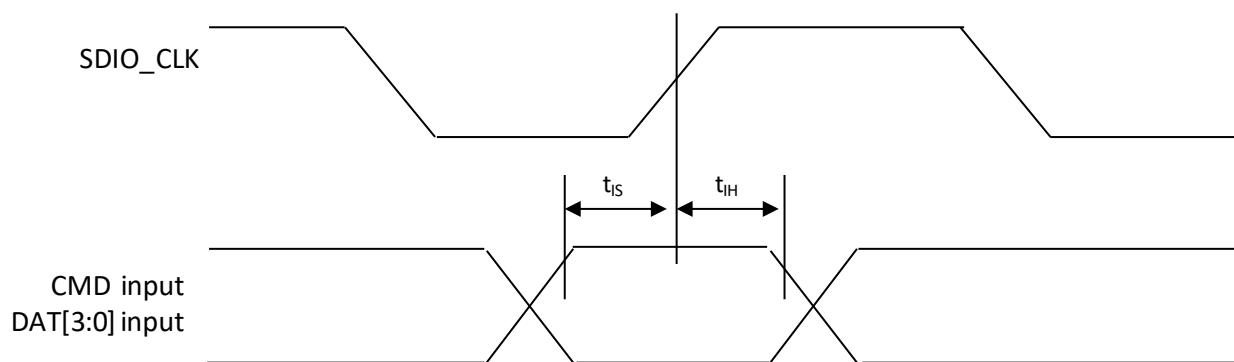 SDIO_CLK
tIS
tIH
CMD input
DAT[3:0] input